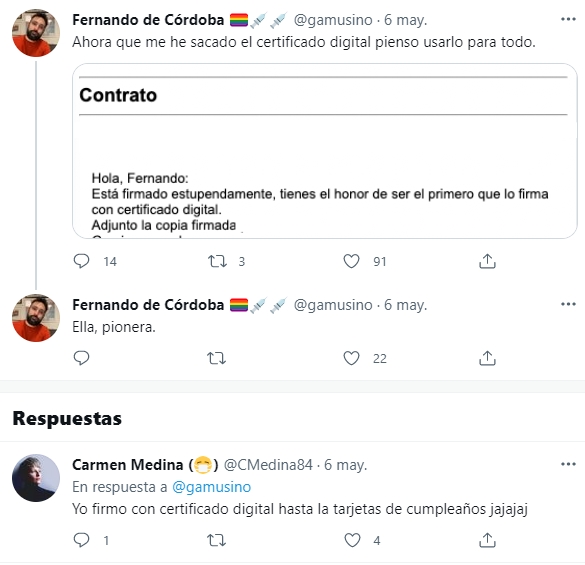 Fernando de Córdoba 🏳️‍🌈💉💉 @gamusino · 6 may.
Ahora que me he sacado el certificado digital pienso usarlo para todo.
Contrato
Hola, Fernando:
Está firmado estupendamente, tienes el honor de ser el primero que lo firma
con certificado digital.
Adjunto la copia firmada
14 3 91
Fernando de Córdoba 🏳️‍🌈💉💉 @gamusino · 6 may.
Ella, pionera.
22
Respuestas
Carmen Medina (😷) @CMedina84 · 6 may.
En respuesta a @gamusino
Yo firmo con certificado digital hasta la tarjetas de cumpleaños jajajaj
1 4